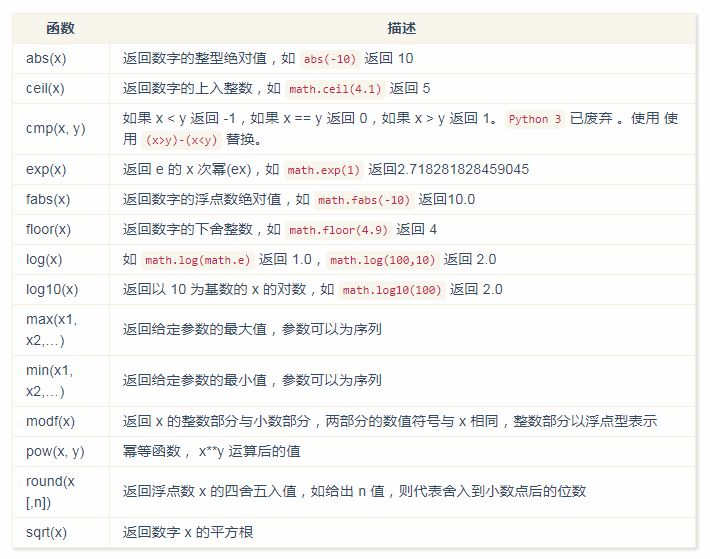 函数 描述
abs(x) 返回数字的整型绝对值，如 abs(-10) 返回 10
ceil(x) 返回数字的上入整数，如 math.ceil(4.1) 返回 5
cmp(x, y) 如果 x < y 返回 -1，如果 x == y 返回 0，如果 x > y 返回 1。 Python 3 已废弃 。使用 使
用 (x>y)-(x<y) 替换。
exp(x) 返回 e 的 x 次幂(ex)，如 math.exp(1) 返回2.718281828459045
fabs(x) 返回数字的浮点数绝对值，如 math.fabs(-10) 返回10.0
floor(x) 返回数字的下舍整数，如 math.floor(4.9) 返回 4
log(x) 如 math.log(math.e) 返回 1.0，math.log(100,10) 返回 2.0
log10(x) 返回以 10 为基数的 x 的对数，如 math.log10(100) 返回 2.0
max(x1,
x2,...) 返回给定参数的最大值，参数可以为序列
min(x1,
x2,...) 返回给定参数的最小值，参数可以为序列
modf(x) 返回 x 的整数部分与小数部分，两部分的数值符号与 x 相同，整数部分以浮点型表示
pow(x, y) 幂等函数， x**y 运算后的值
round(x
[,n]) 返回浮点数 x 的四舍五入值，如给出 n 值，则代表舍入到小数点后的位数
sqrt(x) 返回数字 x 的平方根